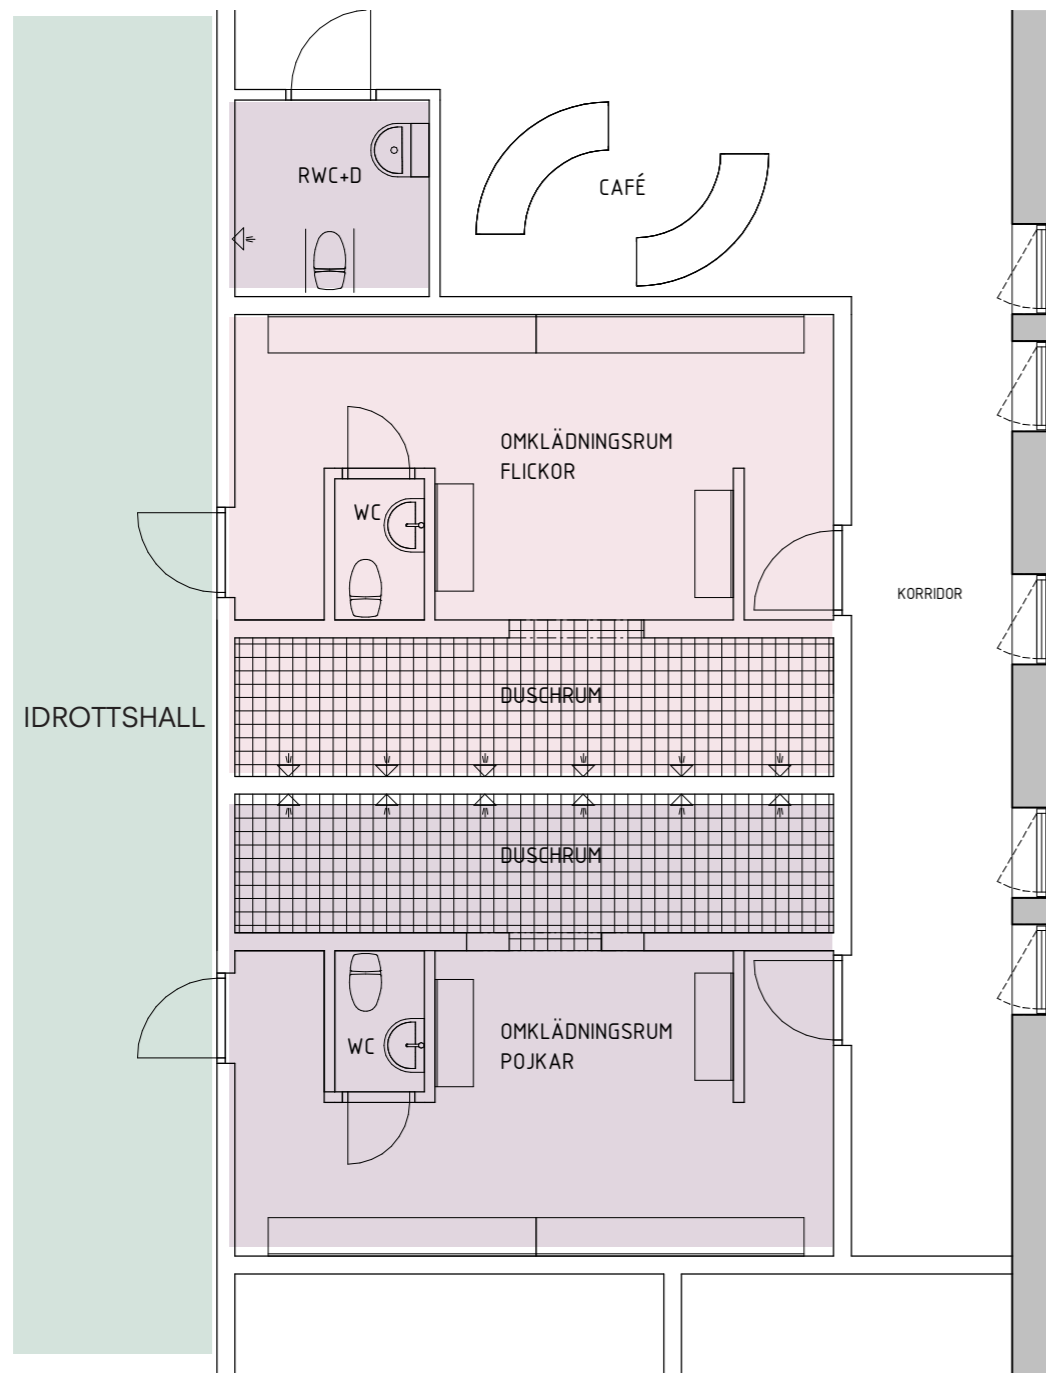 RWC+D
CAFÉ
OMKLÄDNINGSRUM
FLICKOR
WC
KORRIDOR
DUSCHRUM
IDROTTSHALL
DUSCHRUM
OMKLÄDNINGSRUM
POJKAR
WC